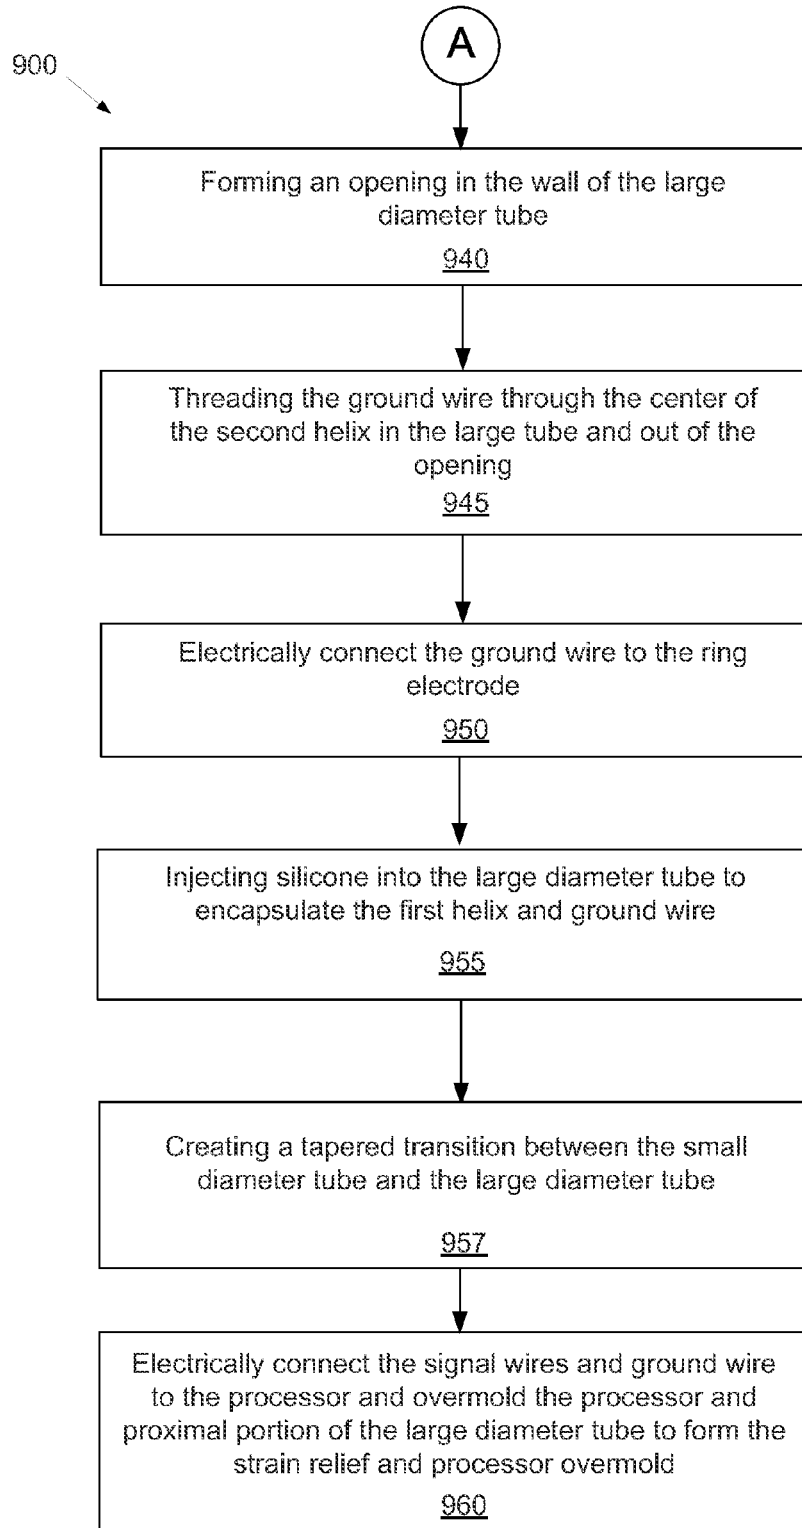 A
900
Forming an opening in the wall of the large
diameter tube
940
Threading the ground wire through the center of
the second helix in the large tube and out of the
opening
945
Electrically connect the ground wire to the ring
electrode
950
Injecting silicone into the large diameter tube to
encapsulate the first helix and ground wire
955
Creating a tapered transition between the small
diameter tube and the large diameter tube
957
Electrically connect the signal wires and ground wire
to the processor and overmold the processor and
proximal portion of the large diameter tube to form the
strain relief and processor overmold
960